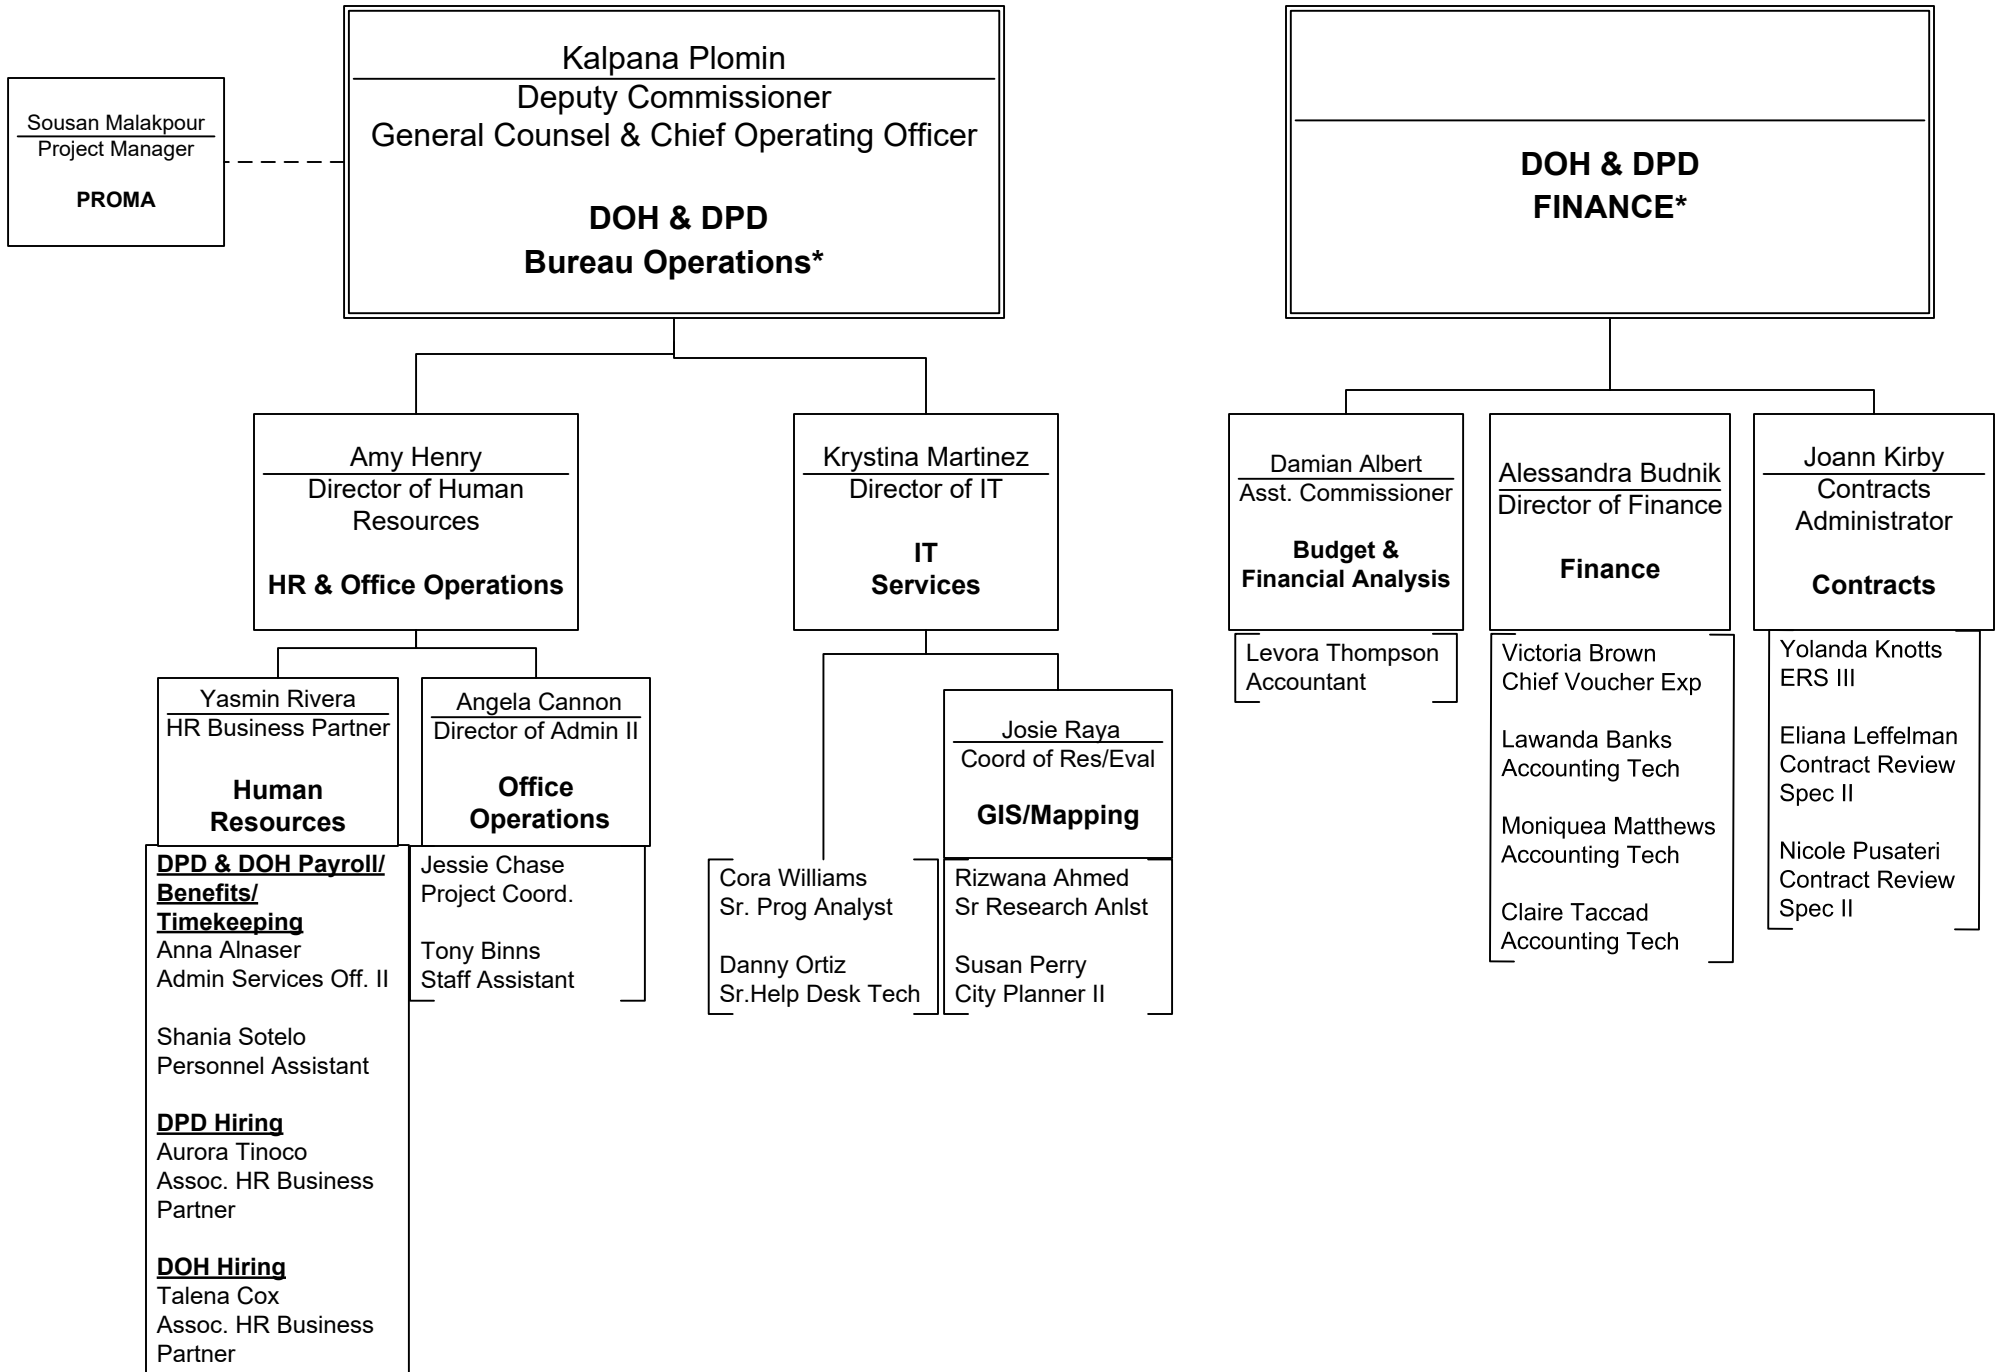 Sousan Malakpour
Project Manager
PROMA
Kalpana Plomin
Deputy Commissioner
General Counsel & Chief Operating Officer
DOH & DPD
Bureau Operations*
DOH & DPD
FINANCE*
Amy Henry
Director of Human
Resources
HR & Office Operations
Krystina Martinez
Director of IT
IT
Services
Damian Albert
Asst. Commissioner
Budget &
Financial Analysis
Alessandra Budnik
Director of Finance
Finance
Joann Kirby
Contracts
Administrator
Contracts
Yasmin Rivera
HR Business Partner
Human
Resources
Angela Cannon
Director of Admin II
Office
Operations
Josie Raya
Coord of Res/Eval
GIS/Mapping
Levora Thompson
Accountant
Victoria Brown
Chief Voucher Exp
Lawanda Banks
Accounting Tech
Moniquea Matthews
Accounting Tech
Claire Taccad
Accounting Tech
Yolanda Knotts
ERS III
Eliana Leffelman
Contract Review
Spec II
Nicole Pusateri
Contract Review
Spec II
DPD & DOH Payroll/
Benefits/
Timekeeping
Anna Alnaser
Admin Services Off. II
Shania Sotelo
Personnel Assistant
DPD Hiring
Aurora Tinoco
Assoc. HR Business
Partner
DOH Hiring
Talena Cox
Assoc. HR Business
Partner
Jessie Chase
Project Coord.
Tony Binns
Staff Assistant
Cora Williams
Sr. Prog Analyst
Danny Ortiz
Sr.Help Desk Tech
Rizwana Ahmed
Sr Research Anlst
Susan Perry
City Planner II